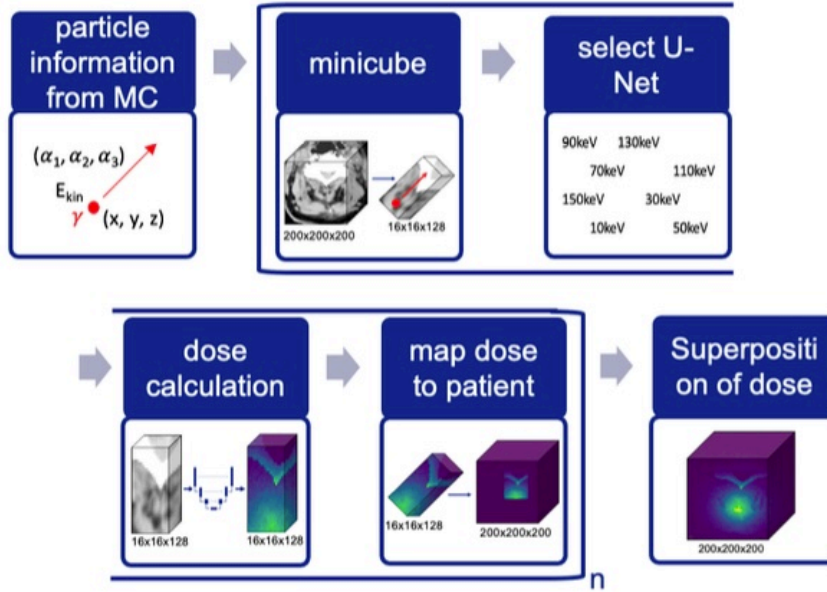 particle
information
from MC
minicube
select U-
Net
(α₁, α₂, α₃)
E_kin
γ (x, y, z)
200x200x200
16x16x128
90keV 130keV
70keV 110keV
150keV 30keV
10keV 50keV
dose
calculation
map dose
to patient
Superpositi
on of dose
16x16x128
16x16x128
16x16x128
200x200x200
200x200x200
n